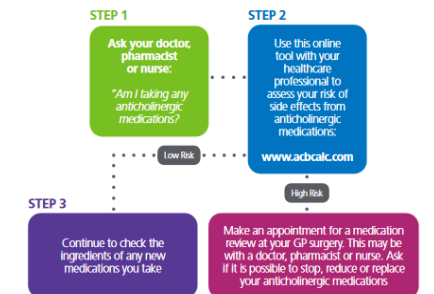 STEP 1
Ask your doctor,
pharmacist
or nurse:
"Am I taking any
anticholinergic
medications?
STEP 2
Use this online
tool with your
healthcare
professional to
assess your risk of
side effects from
anticholinergic
medications:
www.acbcalc.com
Low Risk
High Risk
STEP 3
Continue to check the
ingredients of any new
medications you take
Make an appointment for a medication
review at your GP surgery. This may be
with a doctor, pharmacist or nurse. Ask
if it is possible to stop, reduce or replace
your anticholinergic medications